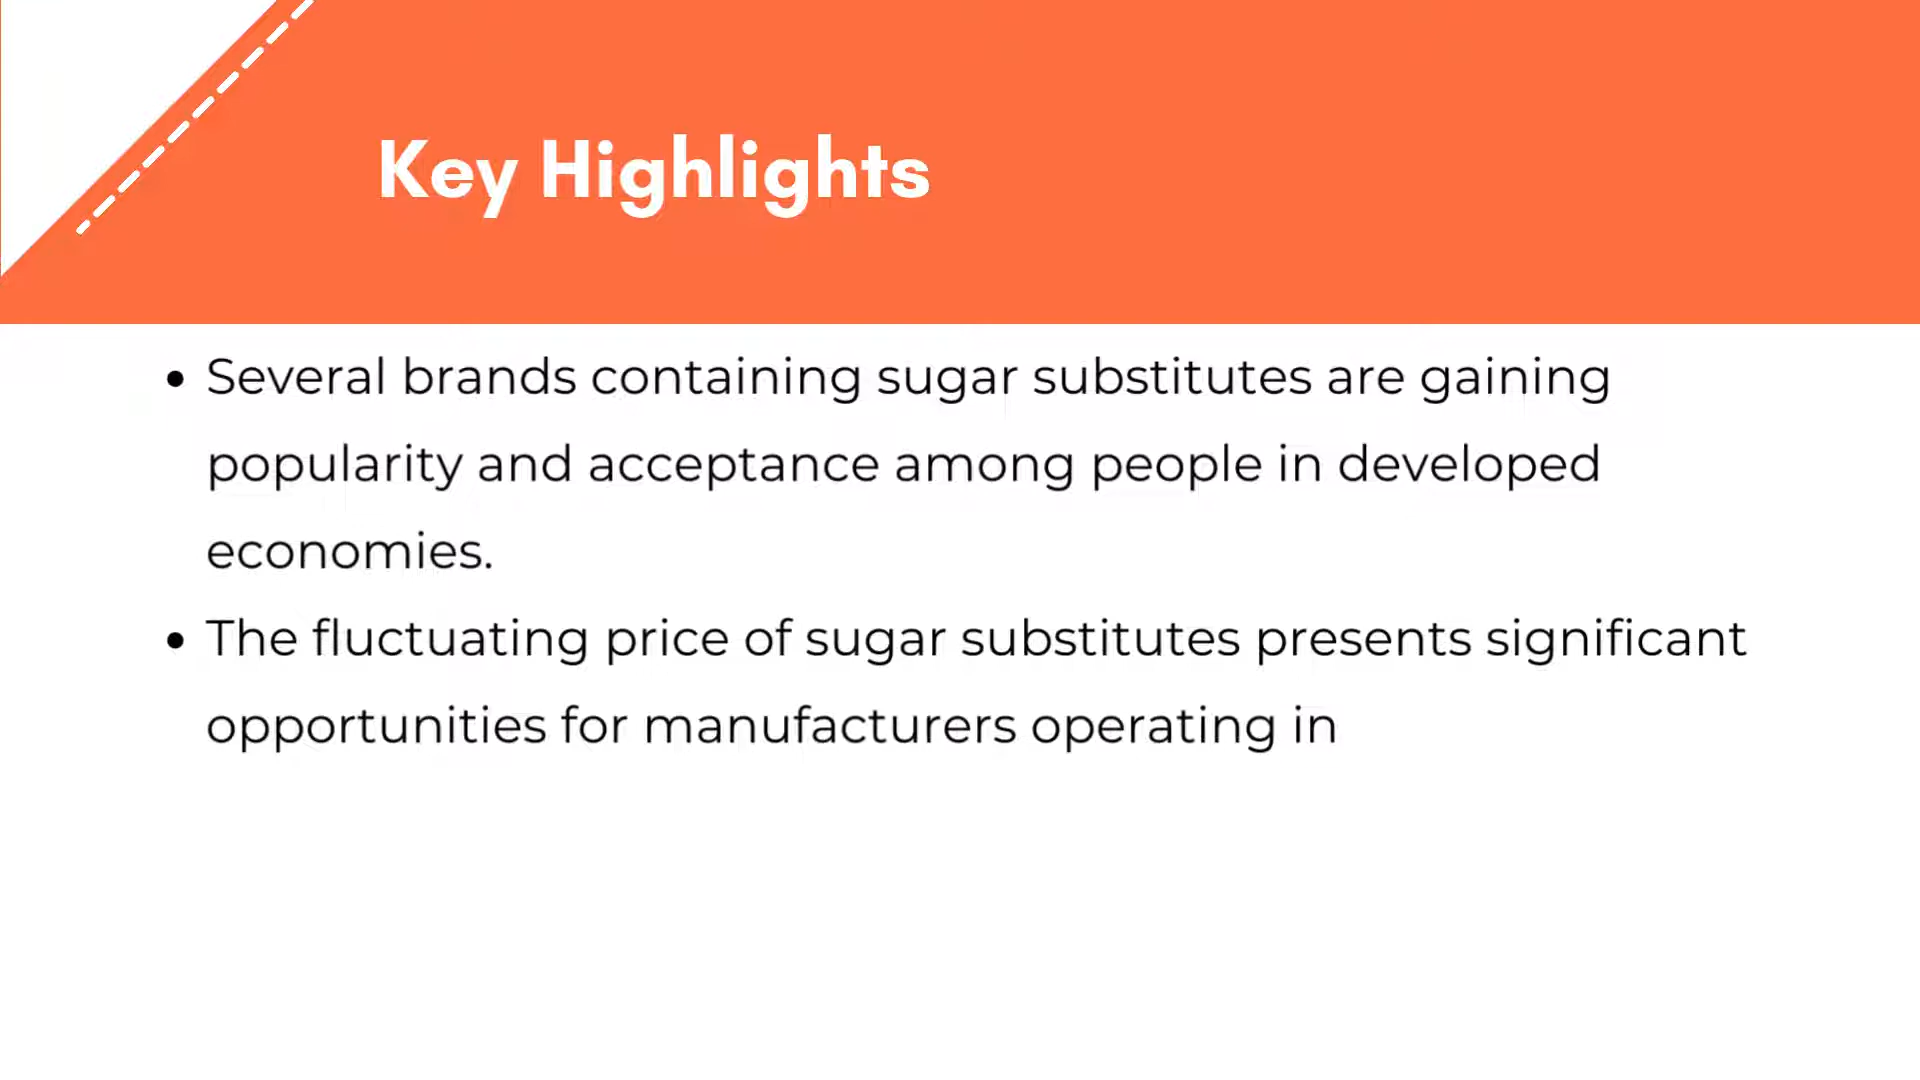 Key Highlights
• Several brands containing sugar substitutes are gaining
popularity and acceptance among people in developed
economies.
• The fluctuating price of sugar substitutes presents significant
opportunities for manufacturers operating in